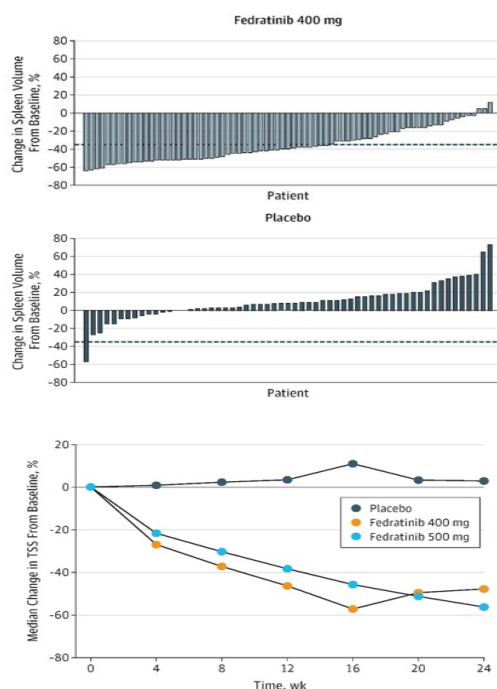 Fedratinib 400 mg
Change in Spleen Volume
From Baseline, %
80
60
40
20
0
-20
-40
-60
-80
Patient
Placebo
Change in Spleen Volume
From Baseline, %
80
60
40
20
0
-20
-40
-60
-80
Patient
Median Change in TSS From Baseline, %
20
0
-20
-40
-60
-80
Placebo
Fedratinib 400 mg
Fedratinib 500 mg
0 4 8 12 16 20 24
Time, wk